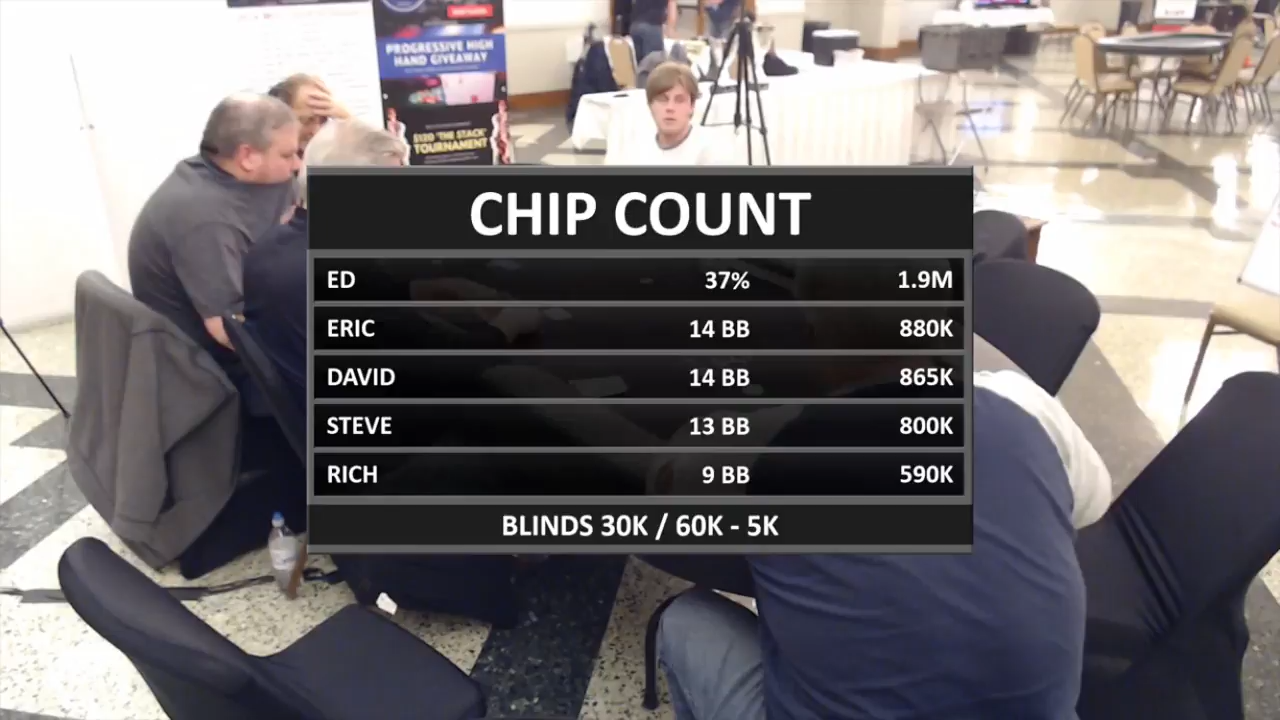 PROGRESSIVE HIGH
HAND GIVEAWAY
$120 'THE STACK'
TOURNAMENT
CHIP COUNT
ED 37% 1.9M
ERIC 14 BB 880K
DAVID 14 BB 865K
STEVE 13 BB 800K
RICH 9 BB 590K
BLINDS 30K / 60K - 5K